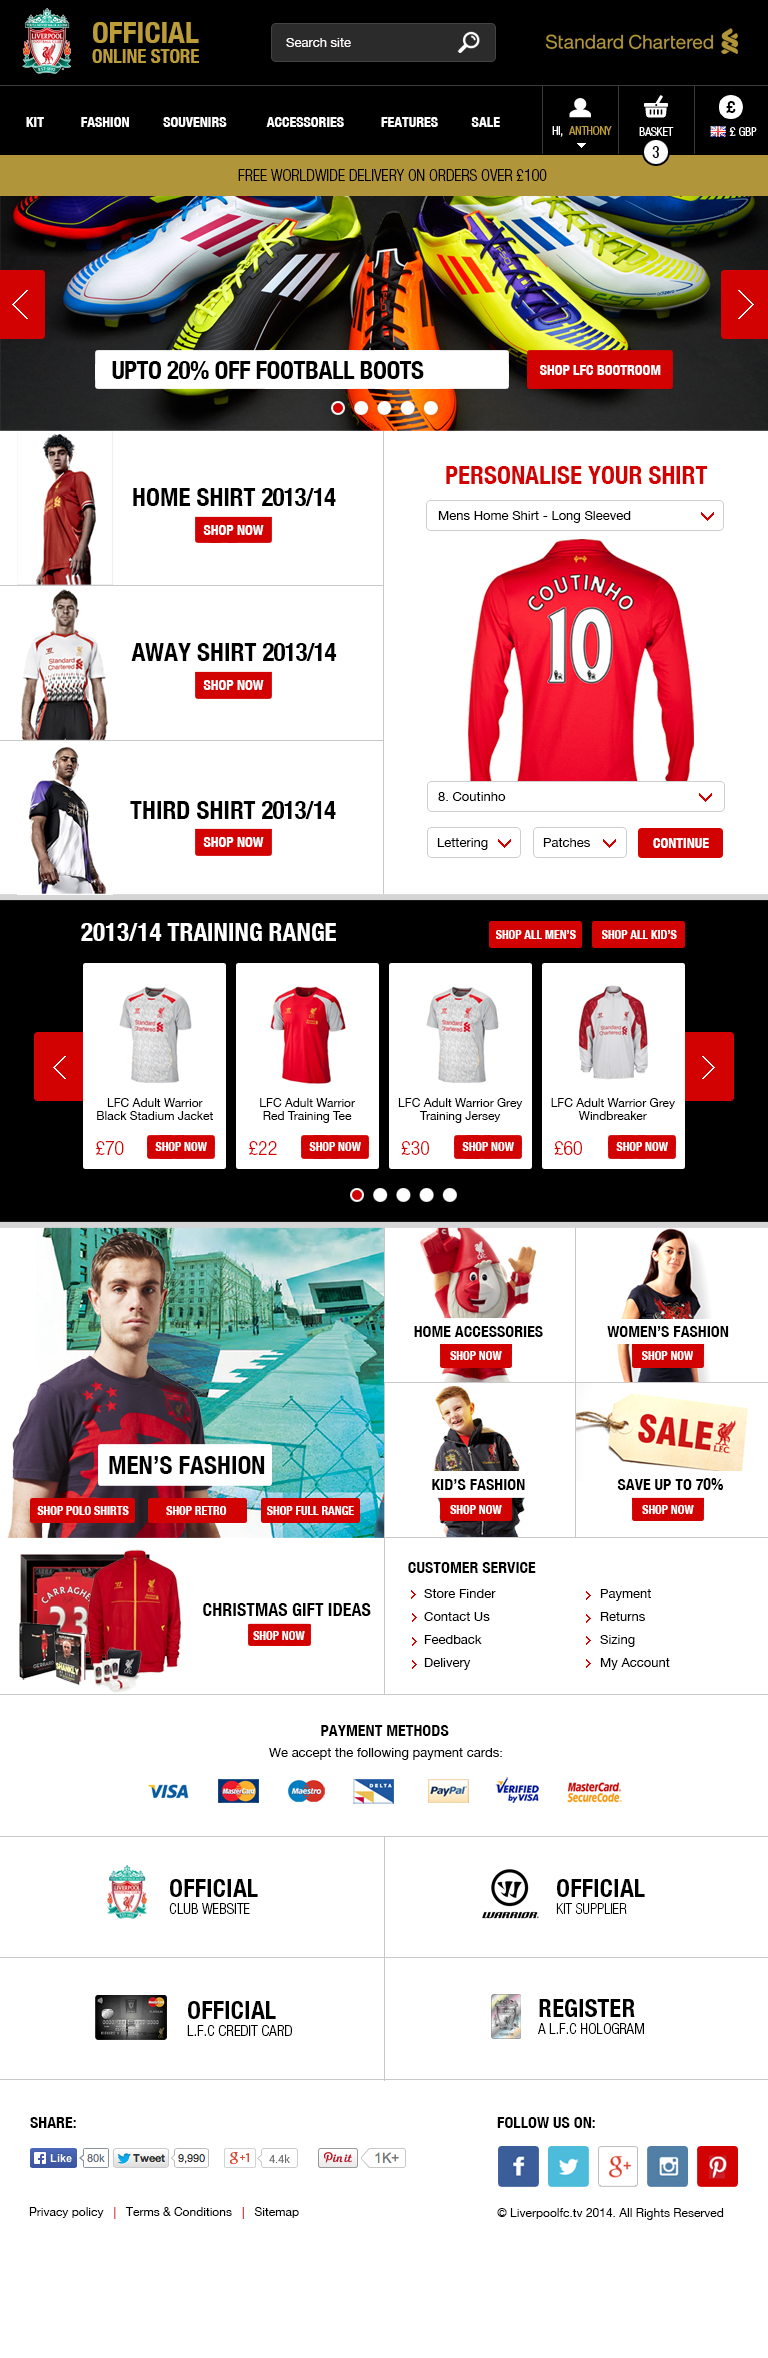 OFFICIAL
ONLINE STORE
Search site
Standard Chartered
KIT FASHION SOUVENIRS ACCESSORIES FEATURES SALE
HI, ANTHONY
BASKET
3
£
£ GBP
FREE WORLDWIDE DELIVERY ON ORDERS OVER £100
UPTO 20% OFF FOOTBALL BOOTS
SHOP LFC BOOTROOM
HOME SHIRT 2013/14
SHOP NOW
AWAY SHIRT 2013/14
SHOP NOW
THIRD SHIRT 2013/14
SHOP NOW
PERSONALISE YOUR SHIRT
Mens Home Shirt - Long Sleeved
COUTINHO
10
8. Coutinho
Lettering
Patches
CONTINUE
2013/14 TRAINING RANGE
SHOP ALL MEN'S
SHOP ALL KID'S
LFC Adult Warrior
Black Stadium Jacket
£70
SHOP NOW
LFC Adult Warrior
Red Training Tee
£22
SHOP NOW
LFC Adult Warrior Grey
Training Jersey
£30
SHOP NOW
LFC Adult Warrior Grey
Windbreaker
£60
SHOP NOW
MEN'S FASHION
SHOP POLO SHIRTS
SHOP RETRO
SHOP FULL RANGE
HOME ACCESSORIES
SHOP NOW
WOMEN'S FASHION
SHOP NOW
KID'S FASHION
SHOP NOW
SALE
L.F.C.
SAVE UP TO 70%
SHOP NOW
CARRAGHER
23
SHANKLY
CHRISTMAS GIFT IDEAS
SHOP NOW
CUSTOMER SERVICE
Store Finder
Contact Us
Feedback
Delivery
Payment
Returns
Sizing
My Account
PAYMENT METHODS
We accept the following payment cards:
VISA
MasterCard
Maestro
DELTA
PayPal
VERIFIED
by VISA
MasterCard.
SecureCode.
OFFICIAL
CLUB WEBSITE
WARRIOR
OFFICIAL
KIT SUPPLIER
OFFICIAL
L.F.C CREDIT CARD
REGISTER
A L.F.C HOLOGRAM
SHARE:
Like 80k
Tweet 9,990
g+1 4.4k
Pin it 1K+
FOLLOW US ON:
Privacy policy | Terms & Conditions | Sitemap
© Liverpoolfc.tv 2014. All Rights Reserved